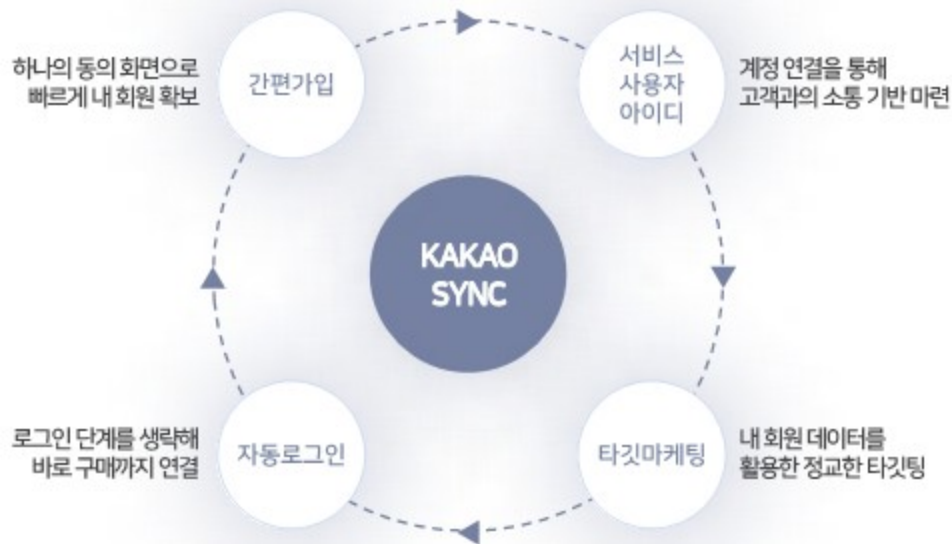 하나의 동의 화면으로
빠르게 내 회원 확보
간편가입
서비스
사용자
아이디
계정 연결을 통해
고객과의 소통 기반 마련
KAKAO
SYNC
로그인 단계를 생략해
바로 구매까지 연결
자동로그인
타깃마케팅
내 회원 데이터를
활용한 정교한 타깃팅